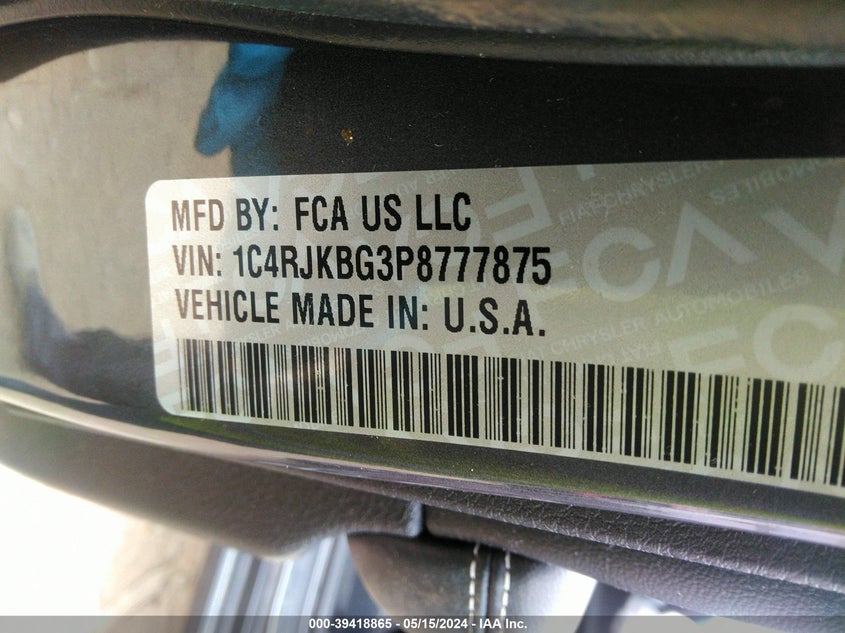 MFD BY: FCA US LLC
VIN: 1C4RJKBG3P8777875
VEHICLE MADE IN: U.S.A.
000-39418865 - 05/15/2024 - IAA Inc.